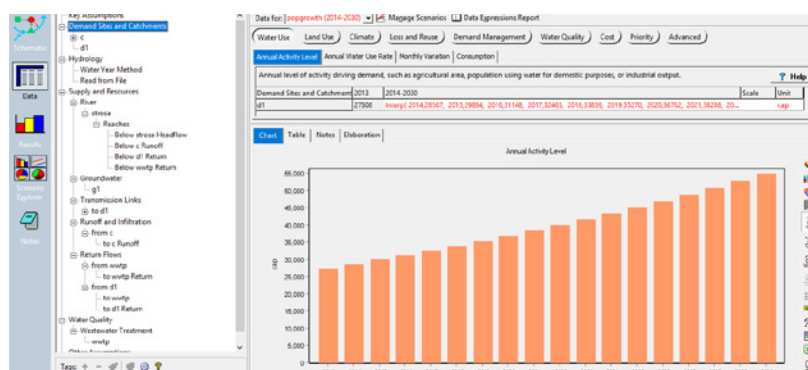 Key Assumptions
Demand Sites and Catchments
c
d1
Hydrology
Water Year Method
Read from File
Supply and Resources
River
strosa
Reaches
Below strosa Headflow
Below c Runoff
Below d1 Return
Below wwtp Return
Groundwater
g1
Transmission Links
to d1
Runoff and Infiltration
from c
to c Runoff
Return Flows
from wwtp
to wwtp Return
from d1
to wwtp
to d1 Return
Water Quality
Wastewater Treatment
wwtp
Other Assumptions
Tags:
Schematic
Data
Results
Scenario Explorer
Notes
Data for: popgrowth (2014-2030) Manage Scenarios Data Expressions Report
Water Use Land Use Climate Loss and Reuse Demand Management Water Quality Cost Priority Advanced
Annual Activity Level Annual Water Use Rate Monthly Variation Consumption
Annual level of activity driving demand, such as agricultural area, population using water for domestic purposes, or industrial output. ? Help
Demand Sites and Catchment 2013 2014-2030 Scale Unit
d1 27308 Interp( 2014,28567, 2015,29884, 2016,31148, 2017,32463, 2018,33839, 2019,35270, 2020,36752, 2021,38288, 20... cap
Chart Table Notes Elaboration
Annual Activity Level
55,000
50,000
45,000
40,000
35,000
30,000
25,000
20,000
15,000
10,000
5,000
0
cap